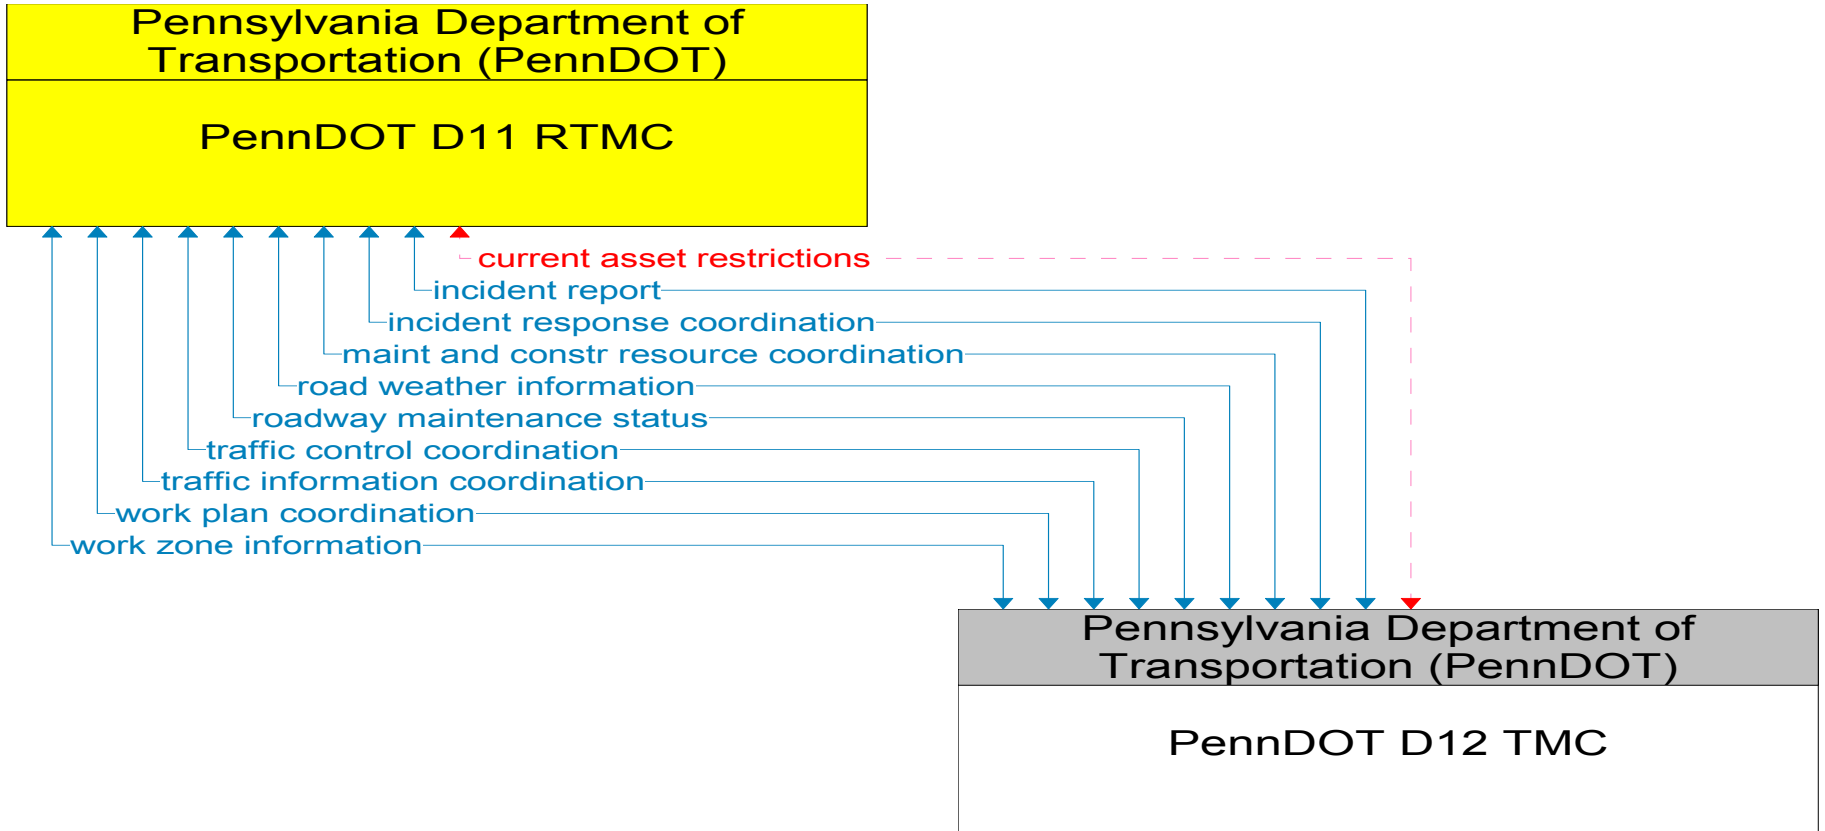 Pennsylvania Department of
Transportation (PennDOT)
PennDOT D11 RTMC
current asset restrictions
incident report
incident response coordination
maint and constr resource coordination
road weather information
roadway maintenance status
traffic control coordination
traffic information coordination
work plan coordination
work zone information
Pennsylvania Department of
Transportation (PennDOT)
PennDOT D12 TMC